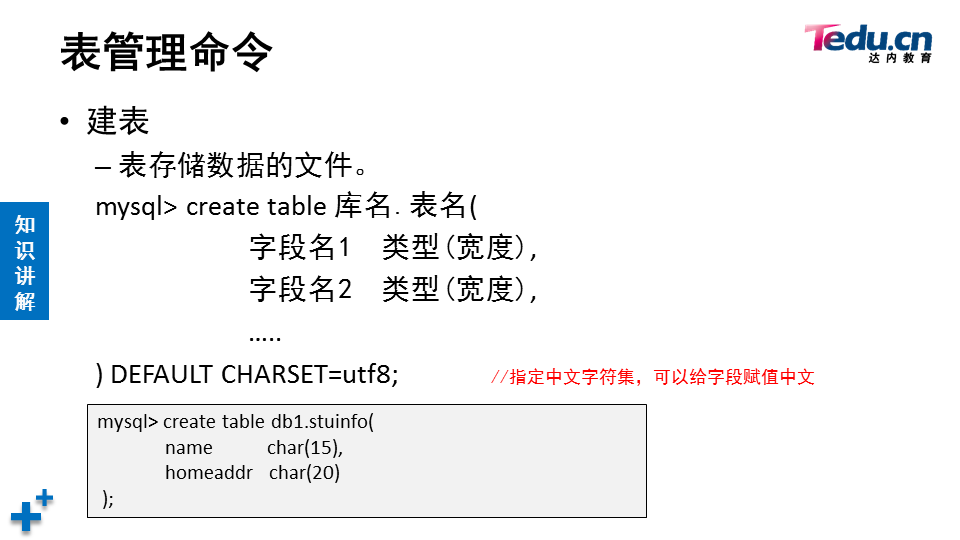 表管理命令
Tedu.cn
达内教育
• 建表
– 表存储数据的文件。
mysql> create table 库名.表名(
字段名1 类型(宽度),
字段名2 类型(宽度),
…..
) DEFAULT CHARSET=utf8; //指定中文字符集，可以给字段赋值中文
知识讲解
mysql> create table db1.stuinfo(
name char(15),
homeaddr char(20)
);